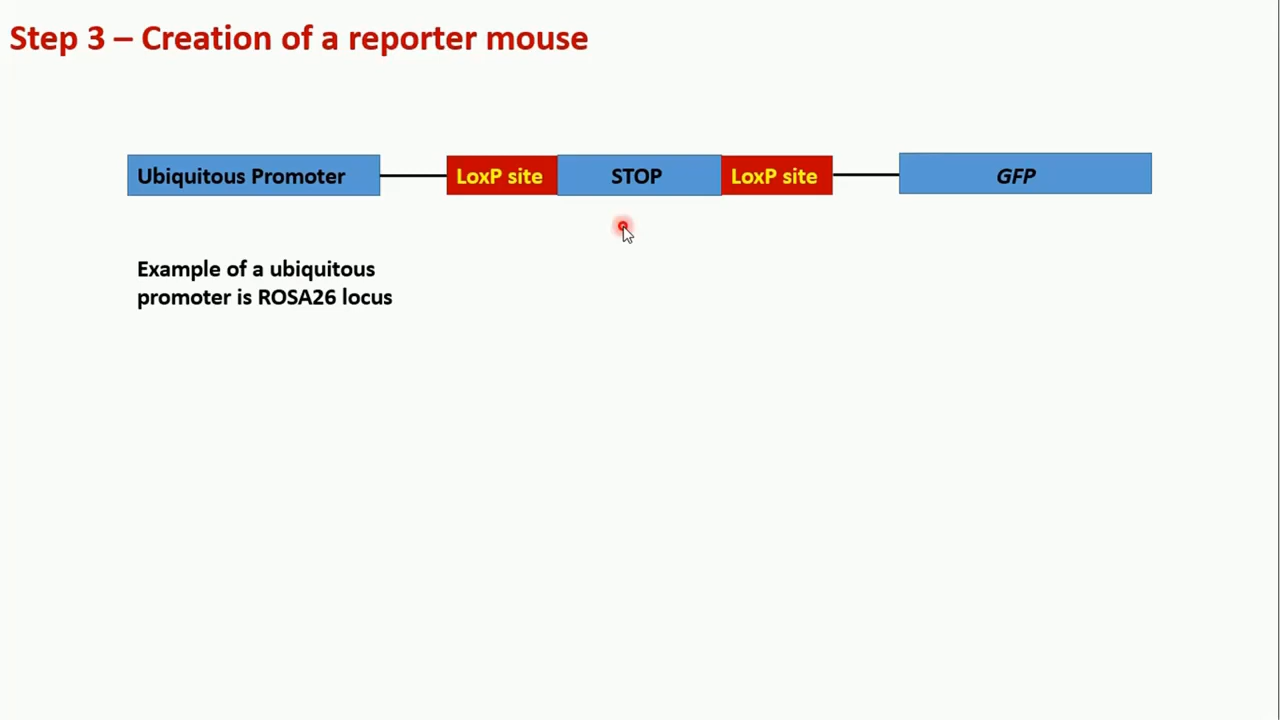 Step 3 – Creation of a reporter mouse
Ubiquitous Promoter LoxP site STOP LoxP site GFP
Example of a ubiquitous
promoter is ROSA26 locus